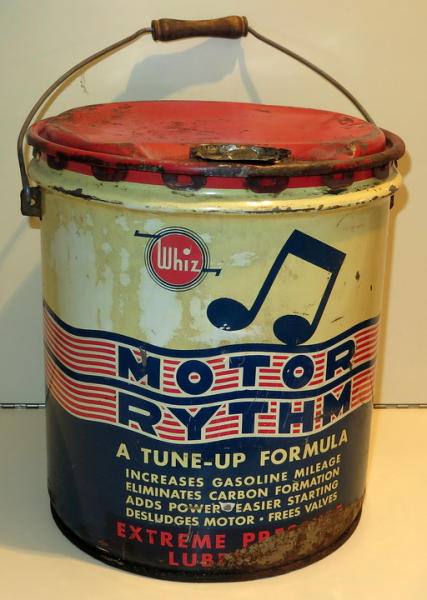 Whiz
MOTOR
RYTHM
A TUNE-UP FORMULA
INCREASES GASOLINE MILEAGE
ELIMINATES CARBON FORMATION
ADDS POWER • EASIER STARTING
DESLUDGES MOTOR • FREES VALVES
EXTREME